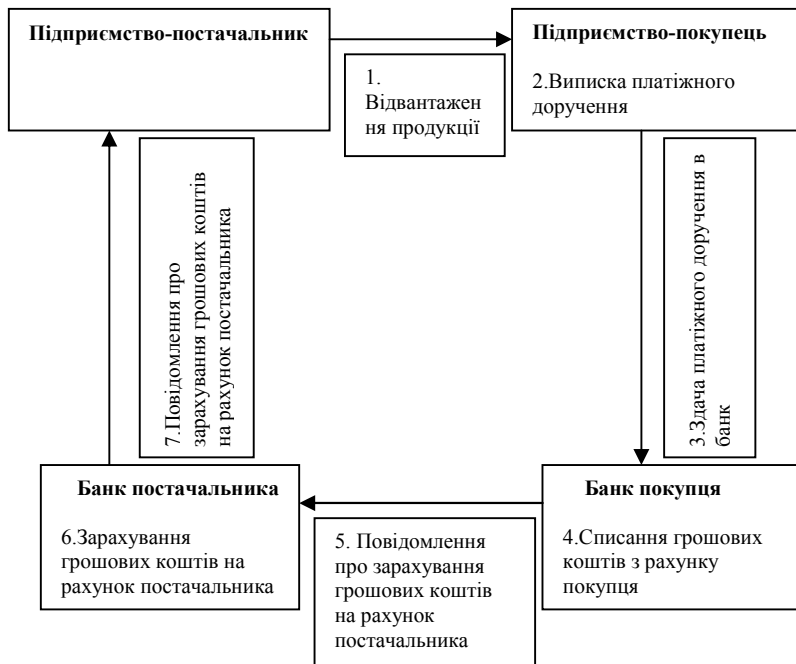 Підприємство-постачальник
Підприємство-покупець
2.Виписка платіжного
доручення
1.
Відвантажен
ня продукції
3.Здача платіжного доручення в
банк
Банк покупця
4.Списання грошових
коштів з рахунку
покупця
5. Повідомлення
про зарахування
грошових коштів
на рахунок
постачальника
Банк постачальника
6.Зарахування
грошових коштів на
рахунок постачальника
7.Повідомлення про
зарахування грошових коштів
на рахунок постачальника